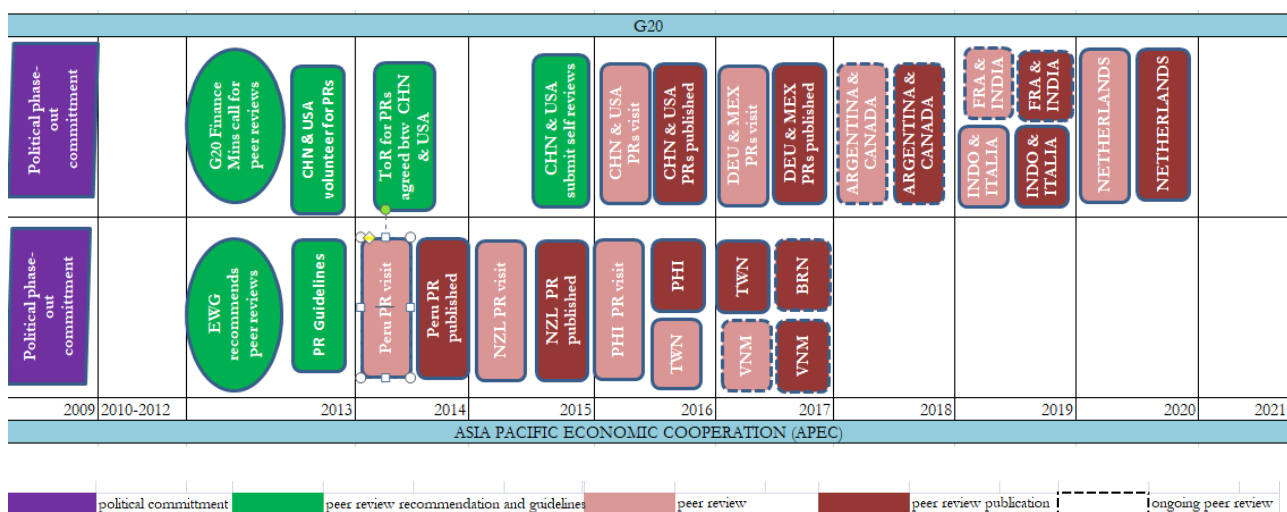 G20
Political phase-
out
commitment
G20 Finance
Mins call for
peer reviews
CHN & USA
volunteer for PRs
ToR for PRs
agreed btw CHN
& USA
CHN & USA
submit self reviews
CHN & USA
PRs visit
CHN & USA
PRs published
DEU & MEX
PRs visit
DEU & MEX
PRs published
ARGENTINA &
CANADA
ARGENTINA &
CANADA
FRA &
INDIA
FRA &
INDIA
INDO &
ITALIA
INDO &
ITALIA
NETHERLANDS
NETHERLANDS
Political phase-
out
committment
EWG
recommends
peer reviews
PR Guidelines
Peru PR visit
Peru PR
published
NZL PR visit
NZL PR
published
PHI PR visit
PHI
TWN
TWN
VNM
BRN
VNM
2009 2010-2012 2013 2014 2015 2016 2017 2018 2019 2020 2021
ASIA PACIFIC ECONOMIC COOPERATION (APEC)
political committment peer review recommendation and guidelines peer review peer review publication ongoing peer review